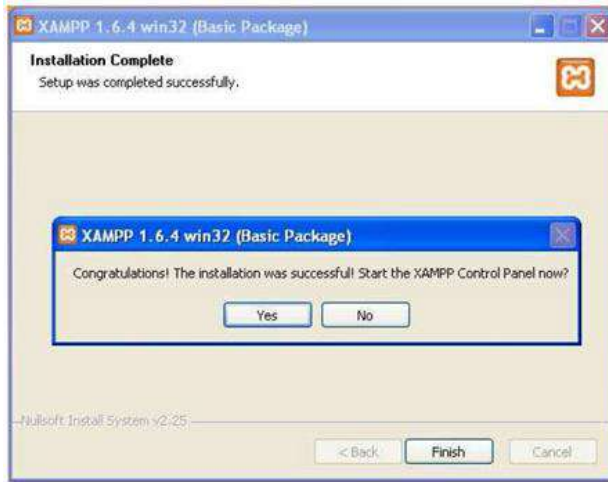 XAMPP 1.6.4 win32 (Basic Package)
Installation Complete
Setup was completed successfully.
XAMPP 1.6.4 win32 (Basic Package)
Congratulations! The installation was successful! Start the XAMPP Control Panel now?
Yes No
Nullsoft Install System v2.25
< Back Finish Cancel